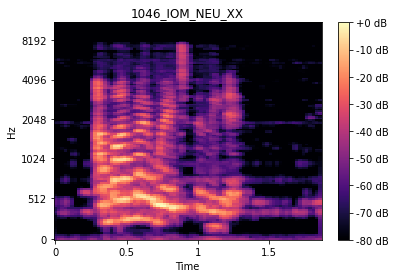 1046_IOM_NEU_XX
+0 dB
8192
-10 dB
4096
-20 dB
-30 dB
2048
Hz
-40 dB
1024
-50 dB
512
-60 dB
-70 dB
0
-80 dB
0 0.5 1 1.5
Time